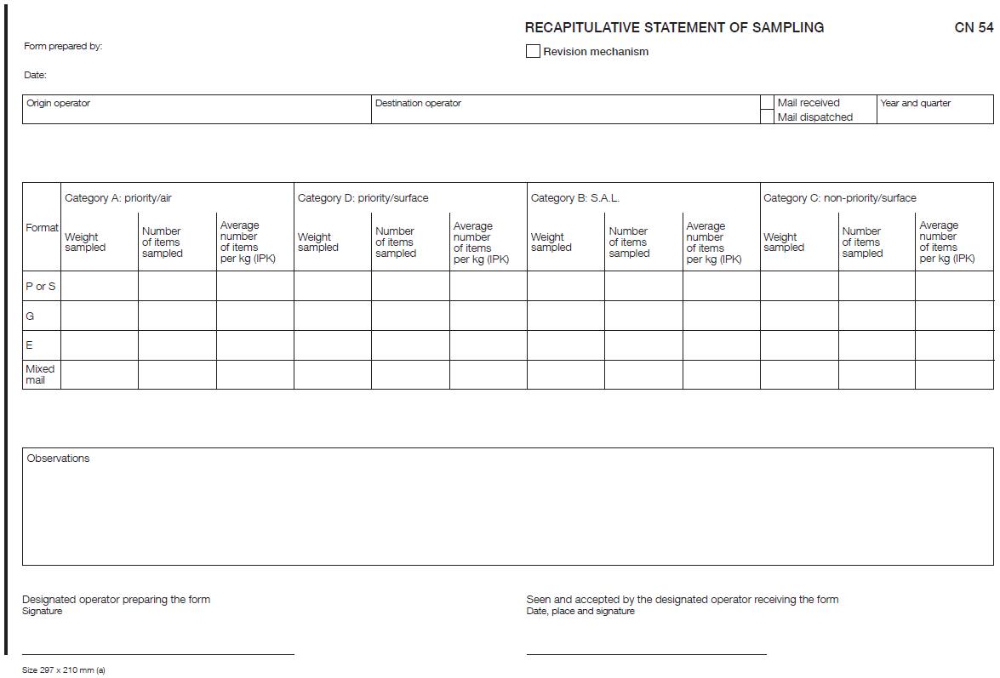 RECAPITULATIVE STATEMENT OF SAMPLING
CN 54
Form prepared by:
Revision mechanism
Date:
Origin operator
Destination operator
Mail received
Mail dispatched
Year and quarter
Format
Category A: priority/air
Category D: priority/surface
Category B: S.A.L.
Category C: non-priority/surface
Weight
sampled
Number
of items
sampled
Average
number
of items
per kg (IPK)
Weight
sampled
Number
of items
sampled
Average
number
of items
per kg (IPK)
Weight
sampled
Number
of items
sampled
Average
number
of items
per kg (IPK)
Weight
sampled
Number
of items
sampled
Average
number
of items
per kg (IPK)
P or S
G
E
Mixed
mail
Observations
Designated operator preparing the form
Signature
Seen and accepted by the designated operator receiving the form
Date, place and signature
Size 297 x 210 mm (a)